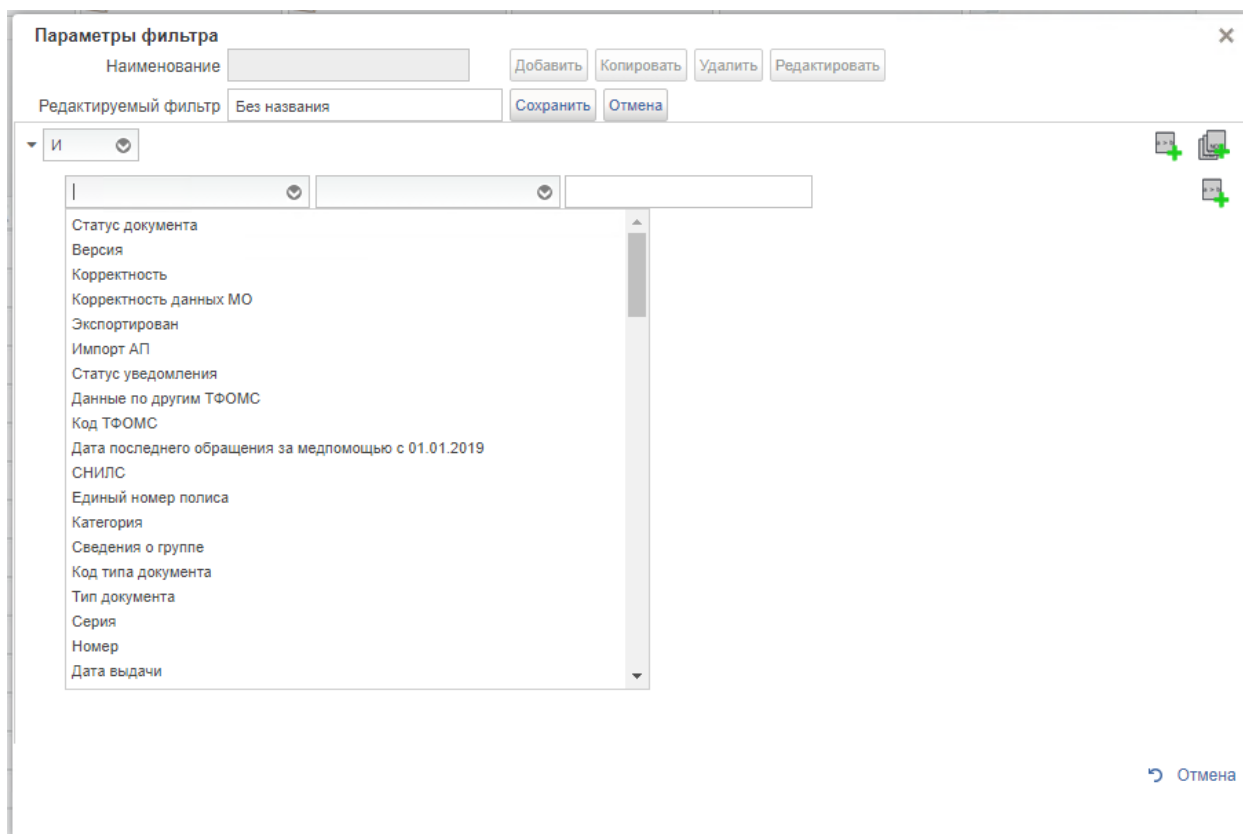 Параметры фильтра
Наименование Добавить Копировать Удалить Редактировать
Редактируемый фильтр Без названия Сохранить Отмена
И
Статус документа
Версия
Корректность
Корректность данных МО
Экспортирован
Импорт АП
Статус уведомления
Данные по другим ТФОМС
Код ТФОМС
Дата последнего обращения за медпомощью с 01.01.2019
СНИЛС
Единый номер полиса
Категория
Сведения о группе
Код типа документа
Тип документа
Серия
Номер
Дата выдачи
Отмена